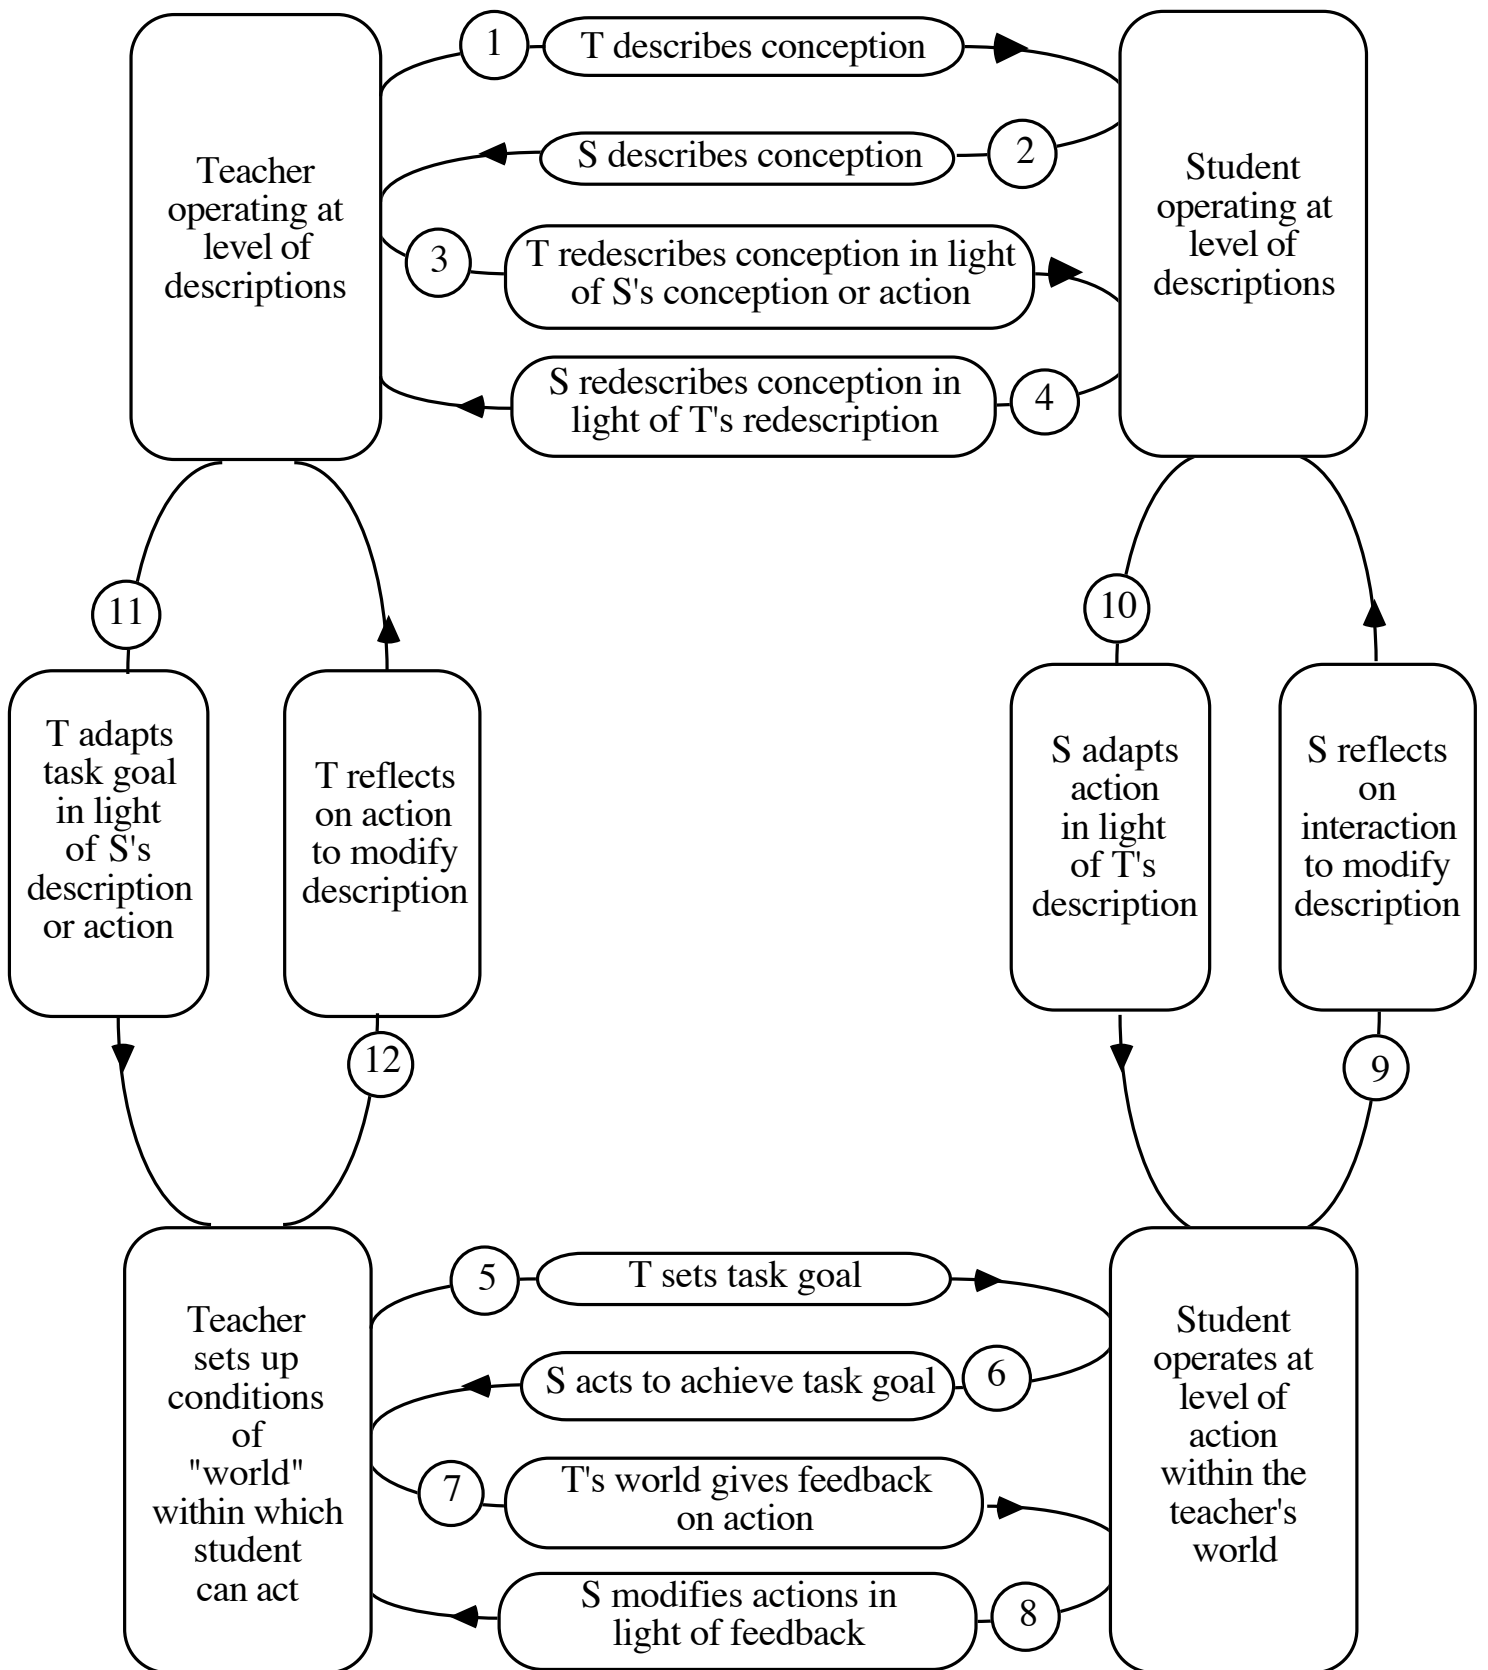 1
T describes conception
S describes conception
2
Teacher
operating at
level of
descriptions
3
T redescribes conception in light
of S's conception or action
Student
operating at
level of
descriptions
S redescribes conception in
light of T's redescription
4
11
10
T adapts
task goal
in light
of S's
description
or action
T reflects
on action
to modify
description
S adapts
action
in light
of T's
description
S reflects
on
interaction
to modify
description
12
9
5
T sets task goal
Teacher
sets up
conditions
of
"world"
within which
student
can act
S acts to achieve task goal
6
7
T's world gives feedback
on action
Student
operates at
level of
action
within the
teacher's
world
S modifies actions in
light of feedback
8